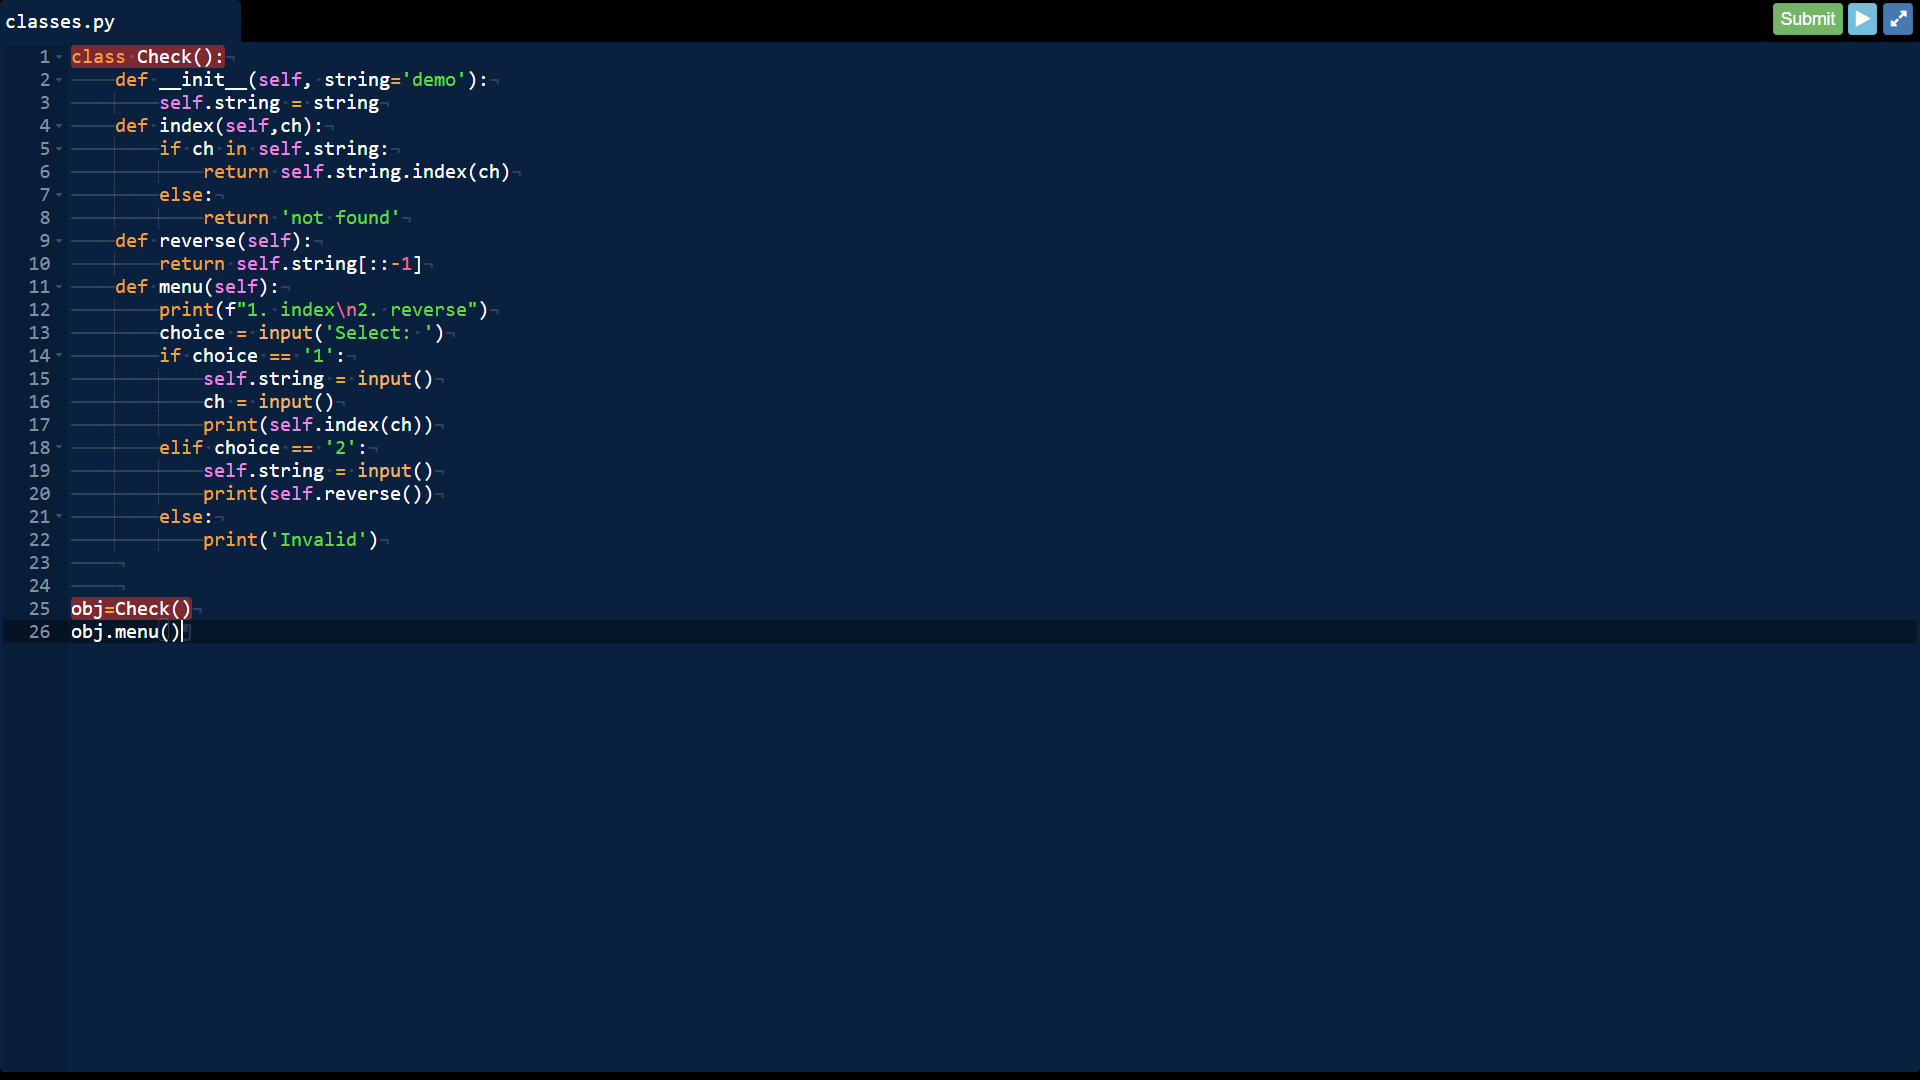 classes.py
Submit
1 class Check():
2     def __init__(self, string='demo'):
3         self.string = string
4     def index(self,ch):
5         if ch in self.string:
6             return self.string.index(ch)
7         else:
8             return 'not found'
9     def reverse(self):
10         return self.string[::-1]
11     def menu(self):
12         print(f"1. index\n2. reverse")
13         choice = input('Select: ')
14         if choice == '1':
15             self.string = input()
16             ch = input()
17             print(self.index(ch))
18         elif choice == '2':
19             self.string = input()
20             print(self.reverse())
21         else:
22             print('Invalid')
23
24
25 obj=Check()
26 obj.menu()